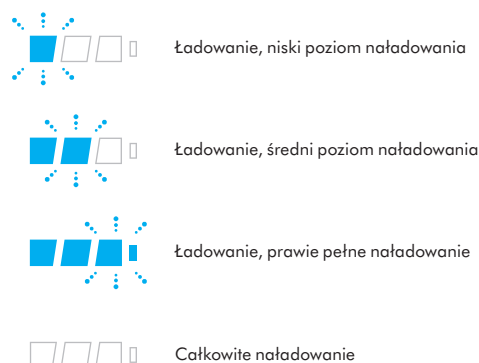 Ładowanie, niski poziom naładowania
Ładowanie, średni poziom naładowania
Ładowanie, prawie pełne naładowanie
Całkowite naładowanie